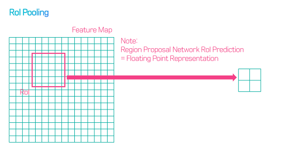 RoI Pooling
Feature Map
Note:
Region Proposal Network RoI Prediction
= Floating Point Representation
RoI